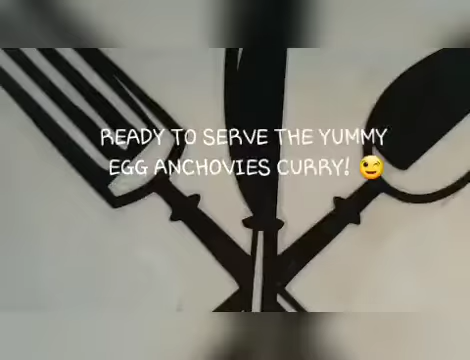 READY TO SERVE THE YUMMY
EGG ANCHOVIES CURRY! 😉